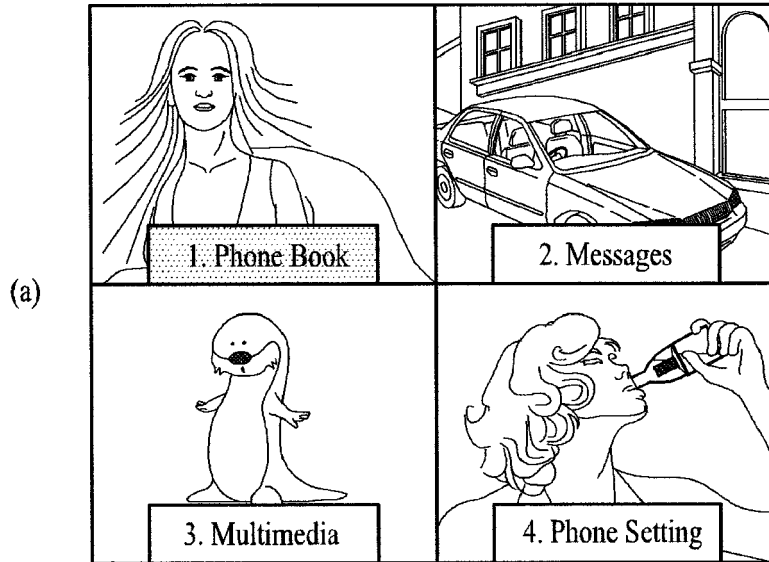 1. Phone Book
2. Messages
(a)
3. Multimedia
4. Phone Setting